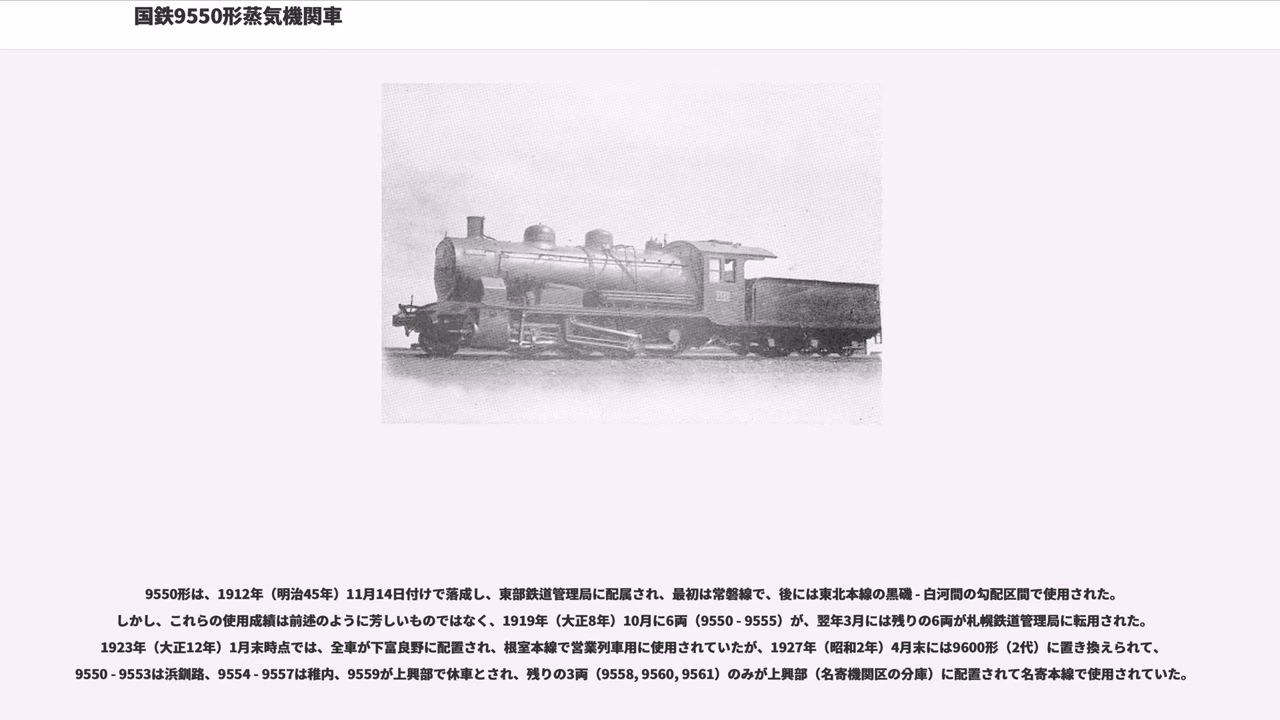 国鉄9550形蒸気機関車
9550形は、1912年（明治45年）11月14日付けで落成し、東部鉄道管理局に配属され、最初は常磐線で、後には東北本線の黒磯 - 白河間の勾配区間で使用された。
しかし、これらの使用成績は前述のように芳しいものではなく、1919年（大正8年）10月に6両（9550 - 9555）が、翌年3月には残りの6両が札幌鉄道管理局に転用された。
1923年（大正12年）1月末時点では、全車が下富良野に配置され、根室本線で営業列車用に使用されていたが、1927年（昭和2年）4月末には9600形（2代）に置き換えられて、
9550 - 9553は浜釧路、9554 - 9557は稚内、9559が上興部で休車とされ、残りの3両（9558, 9560, 9561）のみが上興部（名寄機関区の分庫）に配置されて名寄本線で使用されていた。